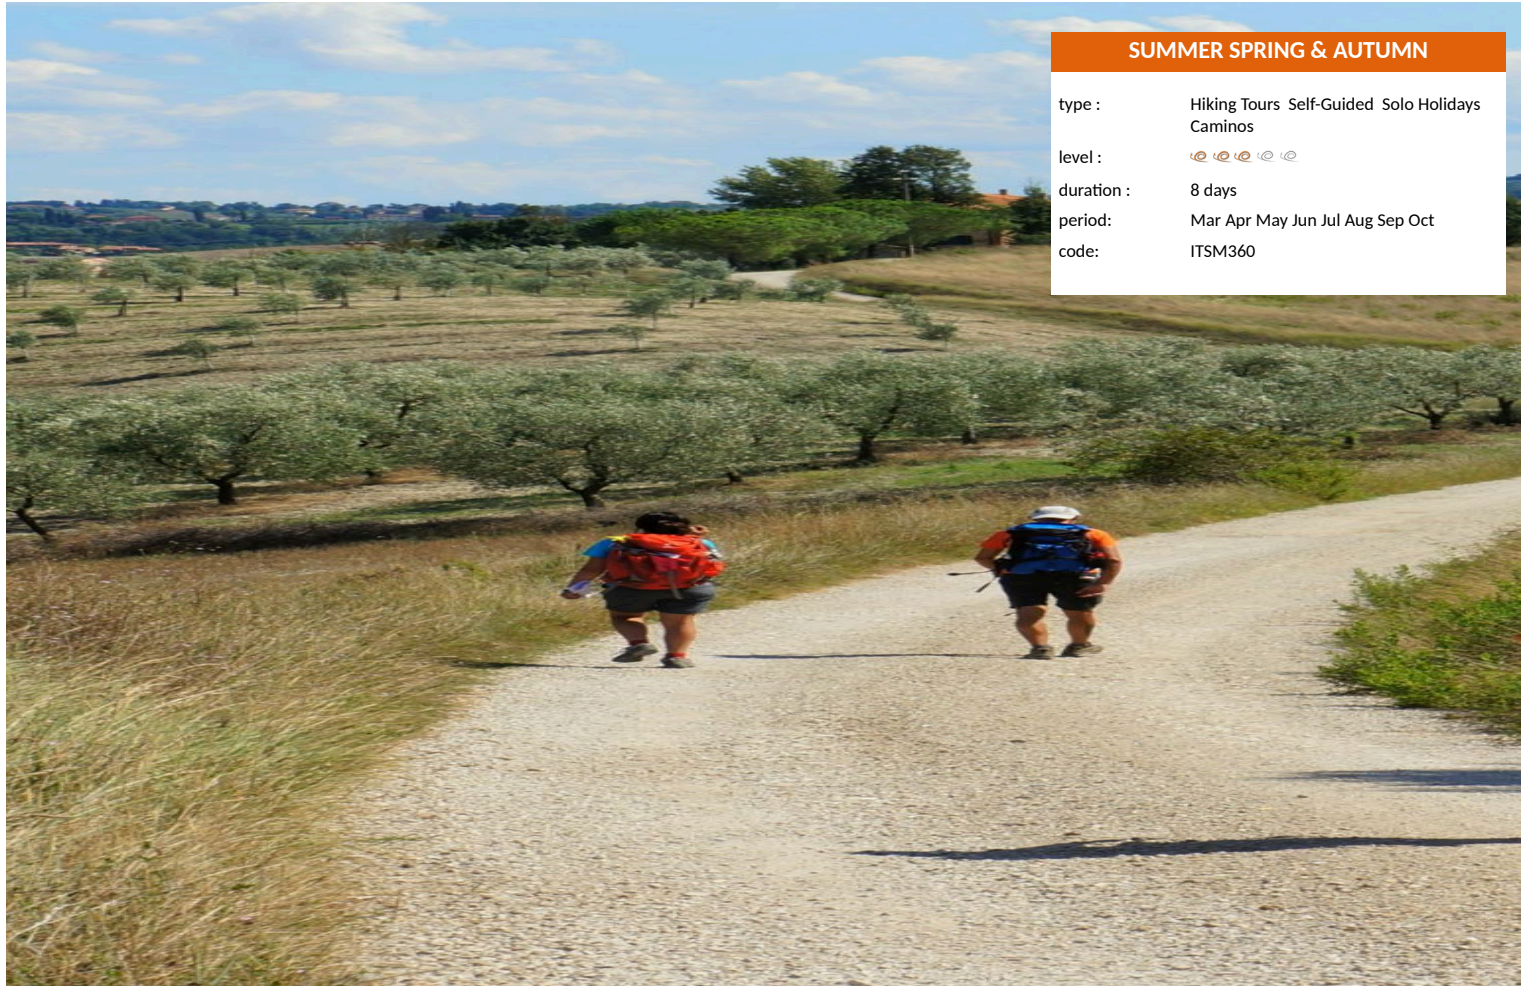 SUMMER SPRING & AUTUMN
type : Hiking Tours Self-Guided Solo Holidays
Caminos
level :
duration : 8 days
period: Mar Apr May Jun Jul Aug Sep Oct
code: ITSM360